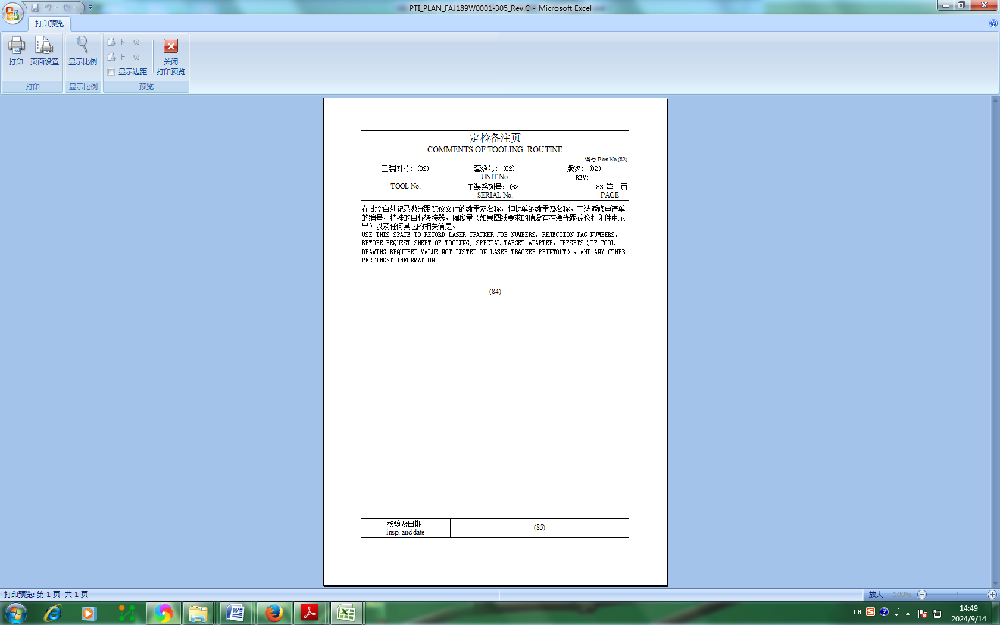 PTI_PLAN_FAJ189W0001-305_Rev.C - Microsoft Excel
打印预览
打印
页面设置
显示比例
下一页
上一页
显示边距
关闭
打印预览
打印
显示比例
预览
定检备注页
COMMENTS OF TOOLING ROUTINE
编号 Plan No.(82)
工装图号：(82)
套数号：(82)
版次：(82)
UNIT No.
REV:
TOOL No.
工装系列号：(82)
(83)第 页
SERIAL No.
PAGE
在此空白处记录激光跟踪仪文件的数量及名称，拒收单的数量及名称，工装返修申请单
的编号，特殊的目标转接器，偏移量（如果图纸要求的值没有在激光跟踪仪打印件中示
出）以及任何其它的相关信息。
USE THIS SPACE TO RECORD LASER TRACKER JOB NUMBERS，REJECTION TAG NUMBERS，
REWORK REQUEST SHEET OF TOOLING, SPECIAL TARGET ADAPTER，OFFSETS（IF TOOL
DRAWING REQUIRED VALUE NOT LISTED ON LASER TRACKER PRINTOUT），AND ANY OTHER
PERTINENT INFORMATION.
(84)
检验及日期:
insp. and date
(85)
打印预览: 第 1 页 共 1 页
放大 100%
CH
14:49
2024/9/14